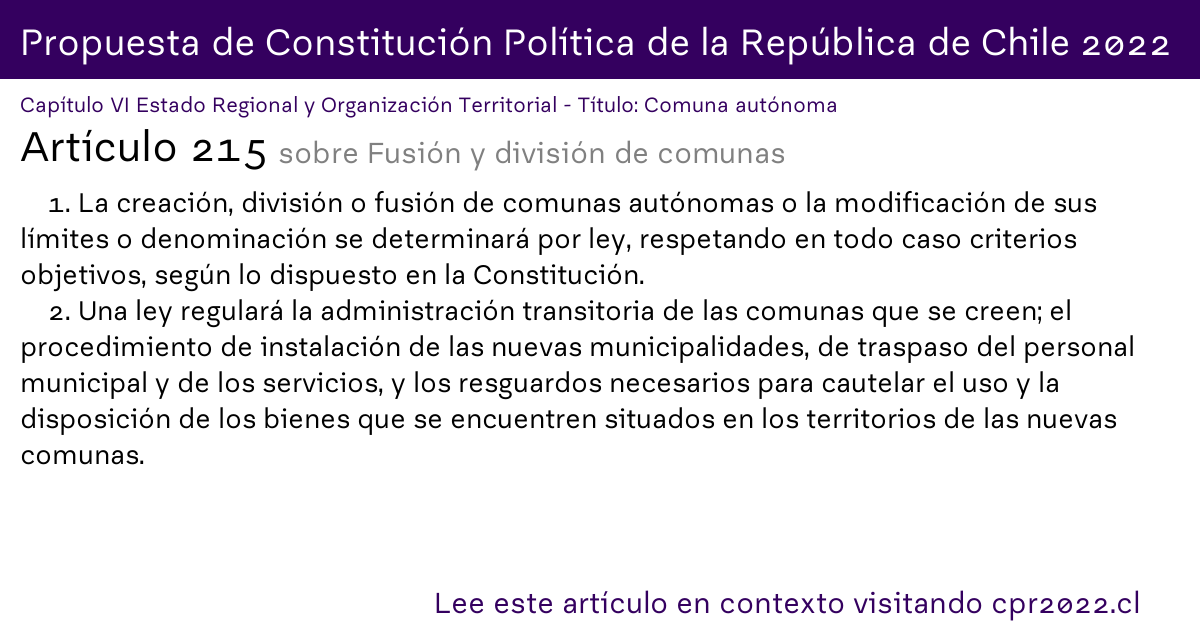 Propuesta de Constitución Política de la República de Chile 2022
Capítulo VI Estado Regional y Organización Territorial - Título: Comuna autónoma
Artículo 215 sobre Fusión y división de comunas
1. La creación, división o fusión de comunas autónomas o la modificación de sus
límites o denominación se determinará por ley, respetando en todo caso criterios
objetivos, según lo dispuesto en la Constitución.
2. Una ley regulará la administración transitoria de las comunas que se creen; el
procedimiento de instalación de las nuevas municipalidades, de traspaso del personal
municipal y de los servicios, y los resguardos necesarios para cautelar el uso y la
disposición de los bienes que se encuentren situados en los territorios de las nuevas
comunas.
Lee este artículo en contexto visitando cpr2022.cl